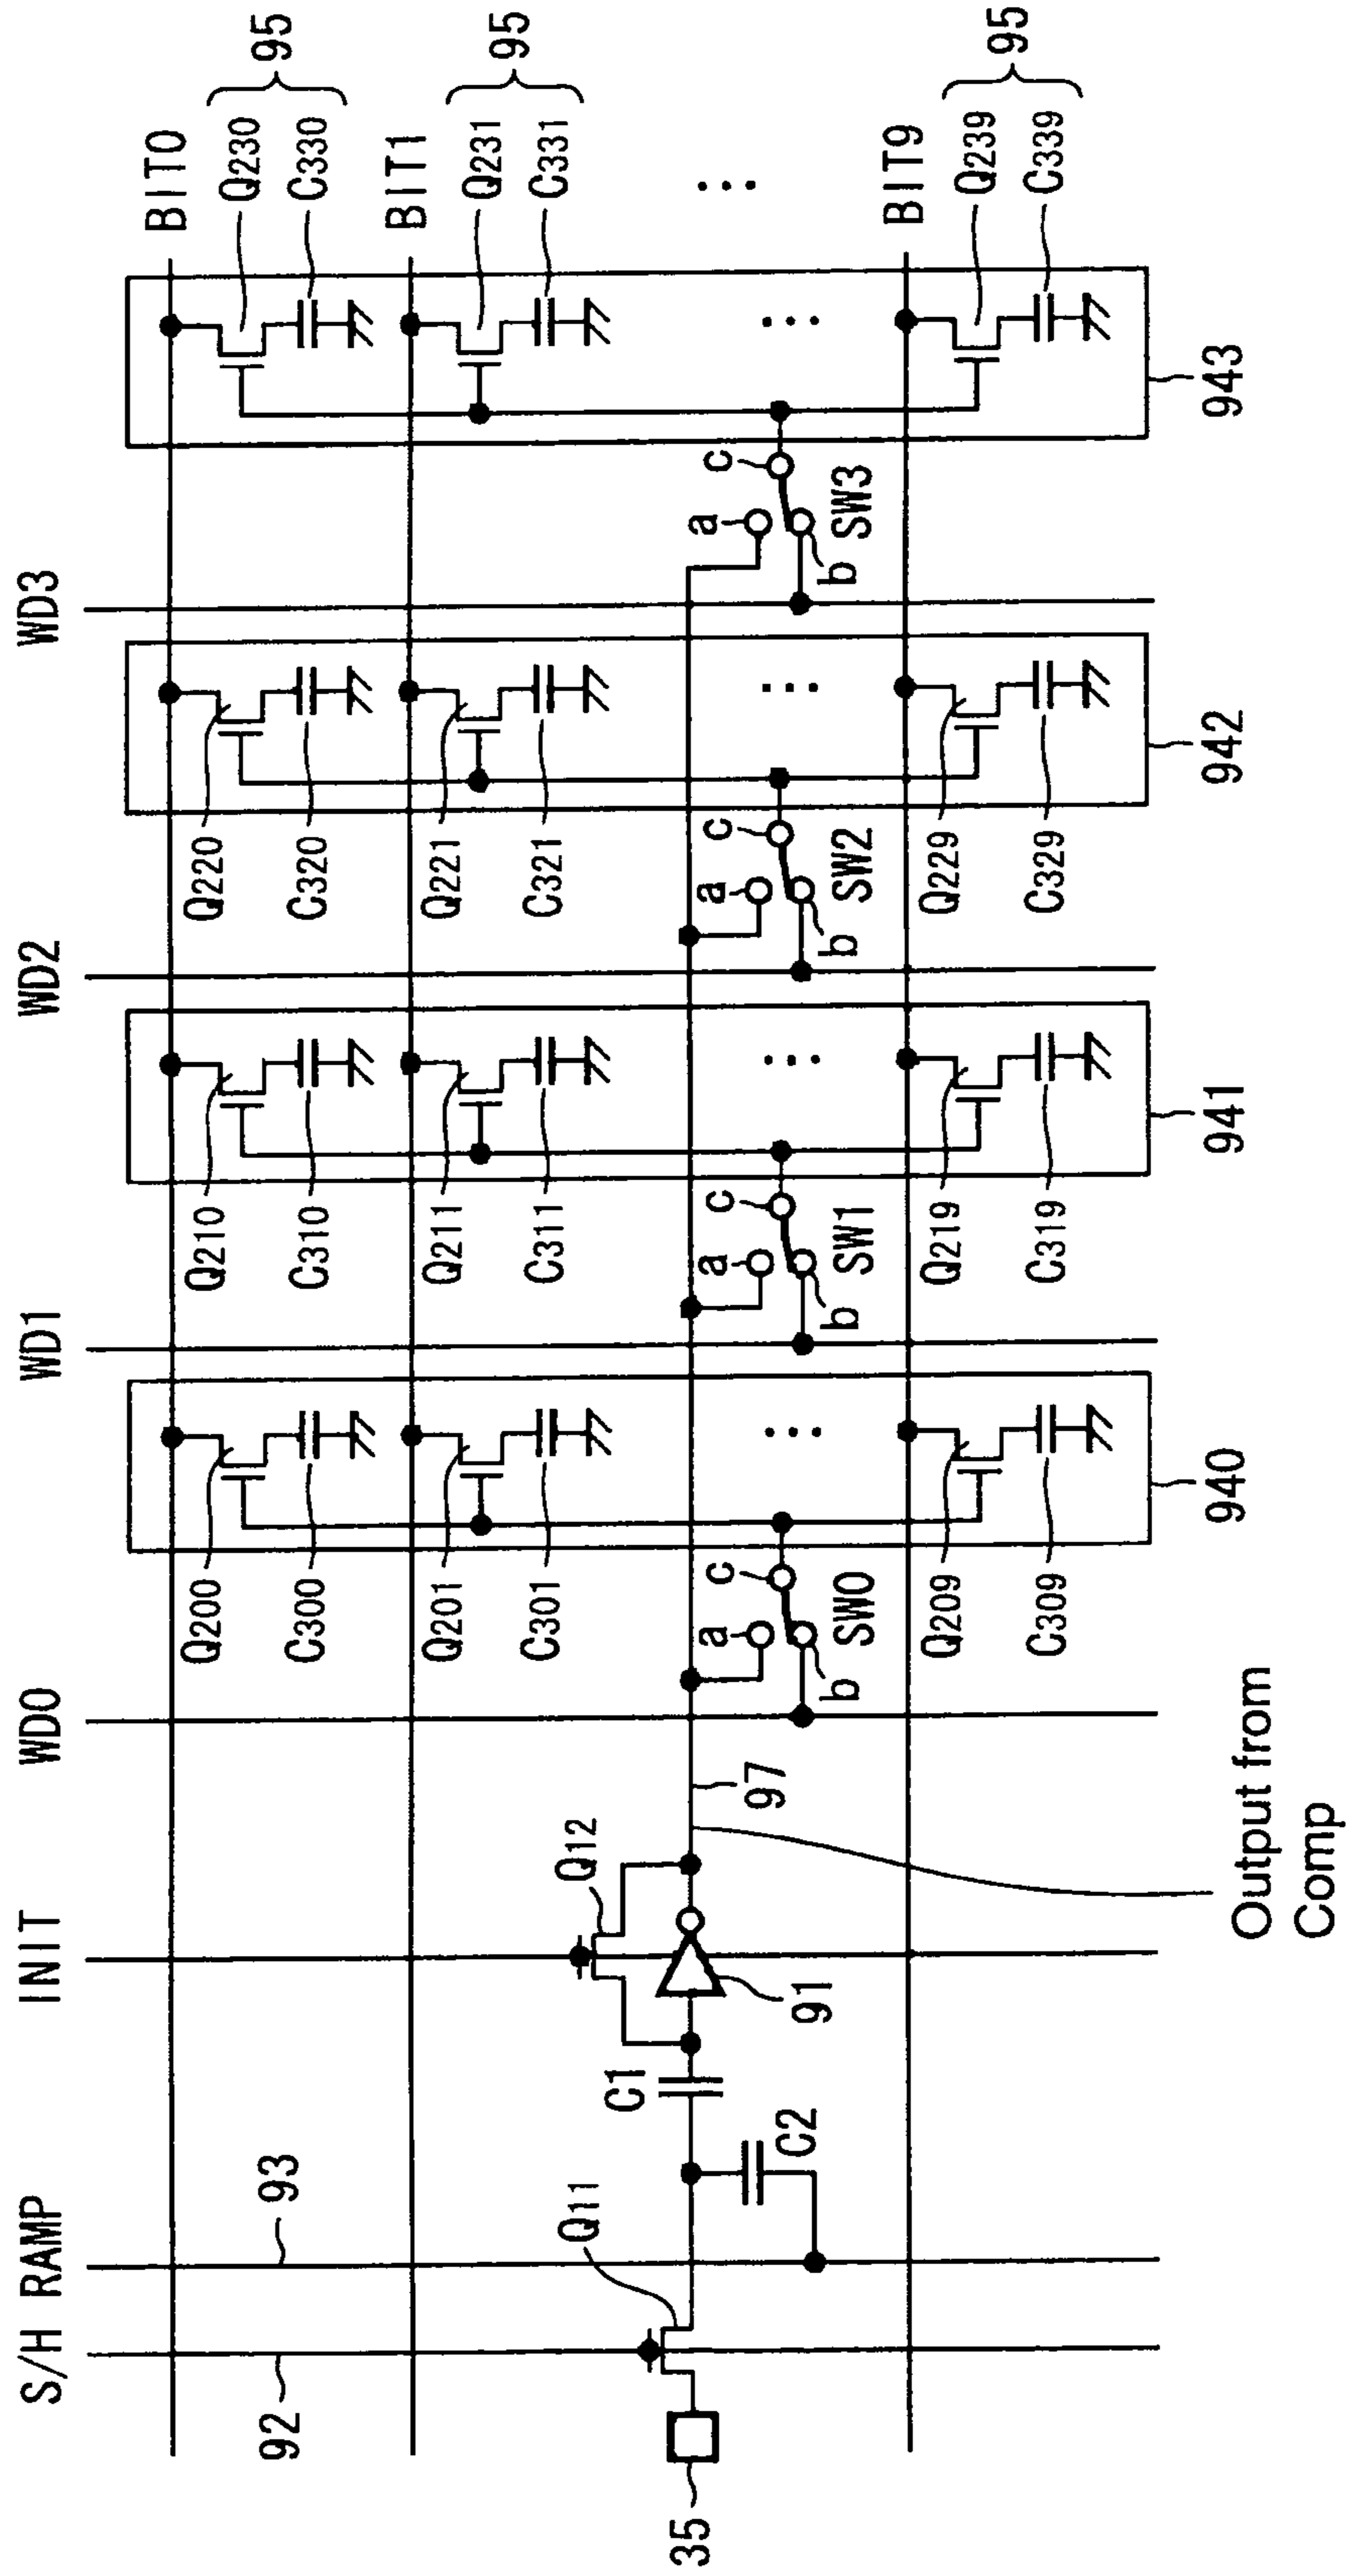 S/H
RAMP
INIT
WD0
WD1
WD2
WD3
92
93
BIT0
BIT1
BIT9
Q200
C300
Q210
C310
Q220
C320
Q230
C330
95
Q201
C301
Q211
C311
Q221
C321
Q231
C331
95
35
Q11
C2
C1
Q12
91
97
a
b
c
SW0
a
b
c
SW1
a
b
c
SW2
a
b
c
SW3
Q209
C309
Q219
C319
Q229
C329
Q239
C339
95
940
941
942
943
Output from
Comp